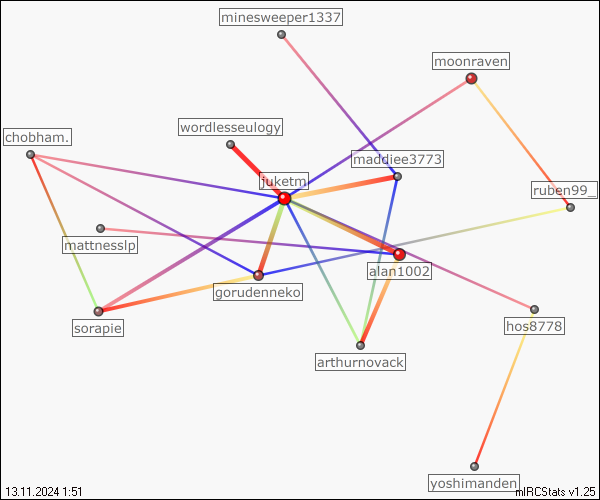 minesweeper1337
moonraven
wordlesseulogy
chobham.
maddiee3773
juketm
ruben99_
mattnesslp
alan1002
gorudenneko
sorapie
hos8778
arthurnovack
yoshimanden
13.11.2024 1:51
mIRCStats v1.25